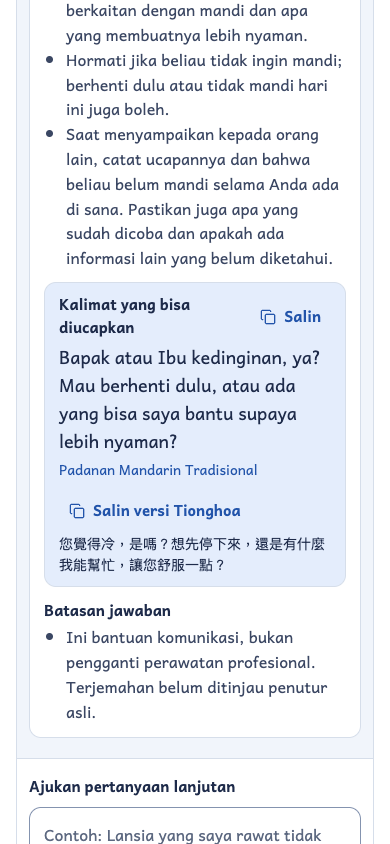 berkaitan dengan mandi dan apa
yang membuatnya lebih nyaman.
Hormati jika beliau tidak ingin mandi;
berhenti dulu atau tidak mandi hari
ini juga boleh.
Saat menyampaikan kepada orang
lain, catat ucapannya dan bahwa
beliau belum mandi selama Anda ada
di sana. Pastikan juga apa yang
sudah dicoba dan apakah ada
informasi lain yang belum diketahui.
Kalimat yang bisa
diucapkan
Salin
Bapak atau Ibu kedinginan, ya?
Mau berhenti dulu, atau ada
yang bisa saya bantu supaya
lebih nyaman?
Padanan Mandarin Tradisional
Salin versi Tionghoa
您覺得冷，是嗎？想先停下來，還是有什麼
我能幫忙，讓您舒服一點？
Batasan jawaban
Ini bantuan komunikasi, bukan
pengganti perawatan profesional.
Terjemahan belum ditinjau penutur
asli.
Ajukan pertanyaan lanjutan
Contoh: Lansia yang saya rawat tidak